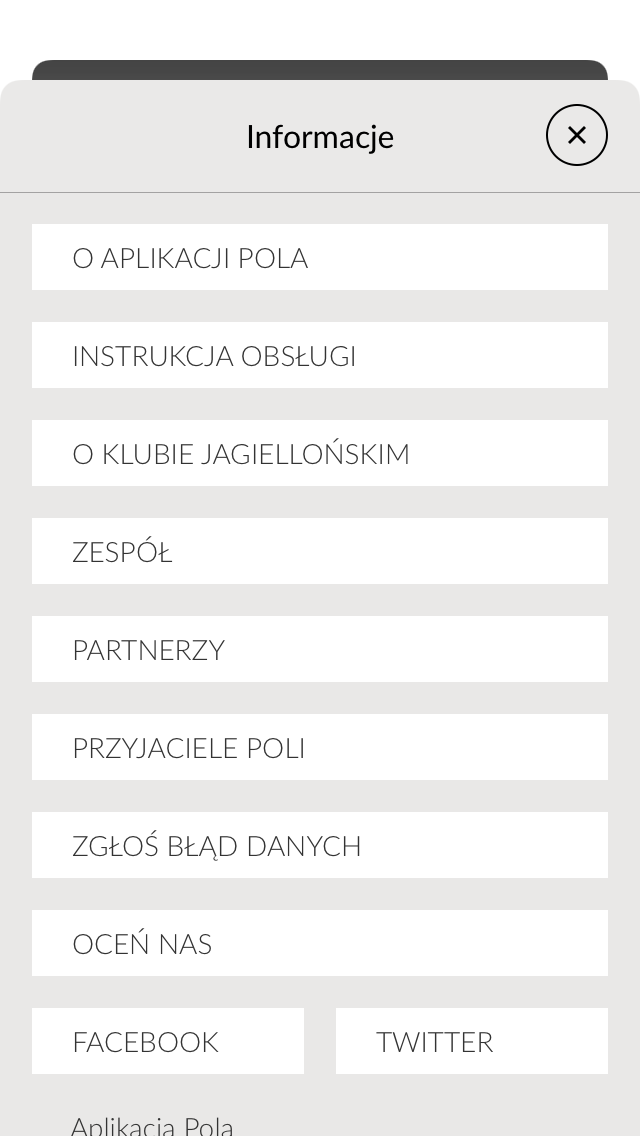 Informacje
O APLIKACJI POLA
INSTRUKCJA OBSŁUGI
O KLUBIE JAGIELLOŃSKIM
ZESPÓŁ
PARTNERZY
PRZYJACIELE POLI
ZGŁOŚ BŁĄD DANYCH
OCEŃ NAS
FACEBOOK TWITTER
Aplikacja Pola